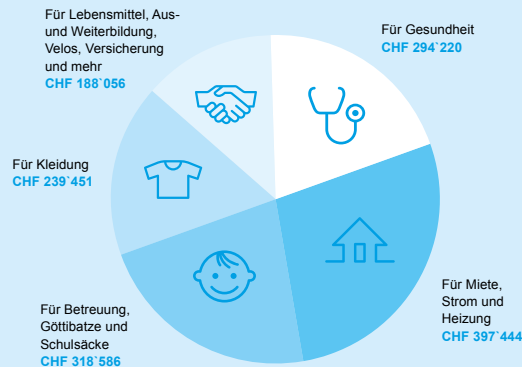 Für Lebensmittel, Aus-
und Weiterbildung,
Velos, Versicherung
und mehr
CHF 188`056
Für Gesundheit
CHF 294`220
Für Kleidung
CHF 239`451
Für Miete,
Strom und
Heizung
CHF 397`444
Für Betreuung,
Göttibatze und
Schulsäcke
CHF 318`586